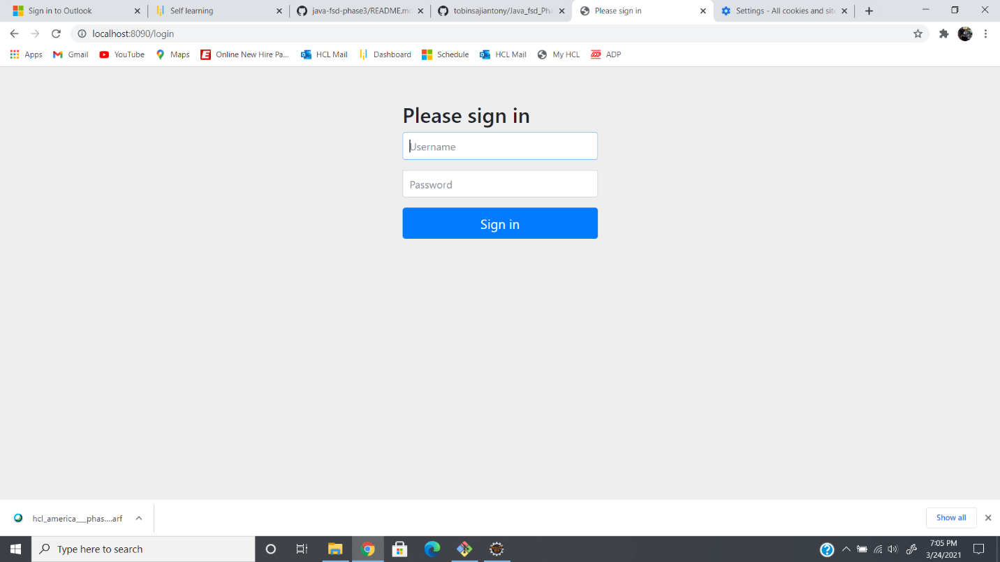 Sign in to Outlook
Self learning
java-fsd-phase3/README.md
tobinsajiantony/Java_fsd_Pha
Please sign in
Settings - All cookies and site
localhost:8090/login
Apps
Gmail
YouTube
Maps
Online New Hire Pa...
HCL Mail
Dashboard
Schedule
HCL Mail
My HCL
ADP
Please sign in
Username
Password
Sign in
hcl_america___phas....arf
Show all
Type here to search
7:05 PM
3/24/2021